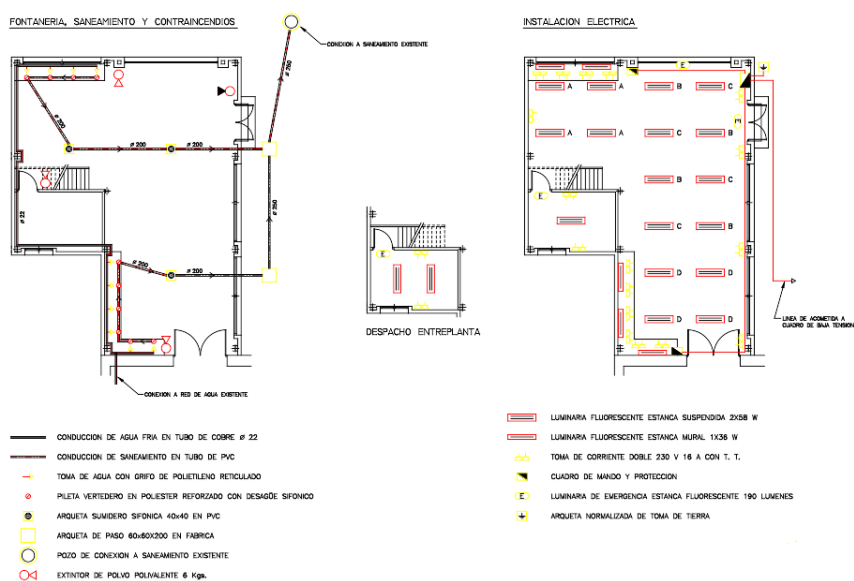 FONTANERIA, SANEAMIENTO Y CONTRAINCENDIOS
CONEXION A SANEAMIENTO EXISTENTE
ø 250
ø 200
ø 200
ø 200
ø 22
ø 250
ø 200
ø 200
CONEXION A RED DE AGUA EXISTENTE
E
DESPACHO ENTREPLANTA
INSTALACION ELECTRICA
E
A
A
B
C
E
A
A
C
B
B
C
E
C
B
D
D
D
D
LINEA DE ACOMETIDA A
CUADRO DE BAJA TENSION
CONDUCCION DE AGUA FRIA EN TUBO DE COBRE ø 22
CONDUCCION DE SANEAMIENTO EN TUBO DE PVC
TOMA DE AGUA CON GRIFO DE POLIETILENO RETICULADO
PILETA VERTEDERO EN POLIESTER REFORZADO CON DESAGÜE SIFONICO
ARQUETA SUMIDERO SIFONICA 40x40 EN PVC
ARQUETA DE PASO 60x60X200 EN FABRICA
POZO DE CONEXION A SANEAMIENTO EXISTENTE
EXTINTOR DE POLVO POLIVALENTE 6 Kgs.
LUMINARIA FLUORESCENTE ESTANCA SUSPENDIDA 2X58 W
LUMINARIA FLUORESCENTE ESTANCA MURAL 1X36 W
TOMA DE CORRIENTE DOBLE 230 V 16 A CON T. T.
CUADRO DE MANDO Y PROTECCION
E LUMINARIA DE EMERGENCIA ESTANCA FLUORESCENTE 190 LUMENES
ARQUETA NORMALIZADA DE TOMA DE TIERRA